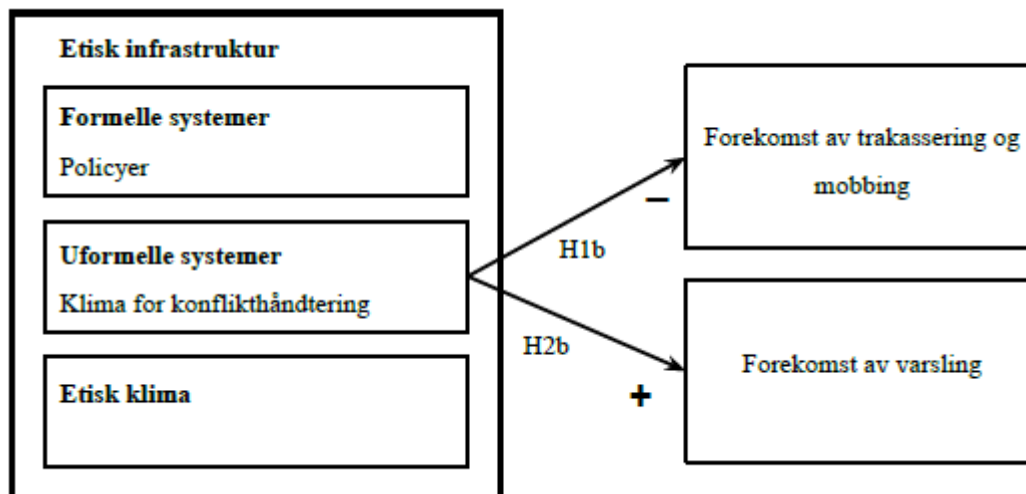 Etisk infrastruktur
Formelle systemer
Policyer
Uformelle systemer
Klima for konflikthåndtering
Etisk klima
H1b
−
H2b
+
Forekomst av trakassering og
mobbing
Forekomst av varsling